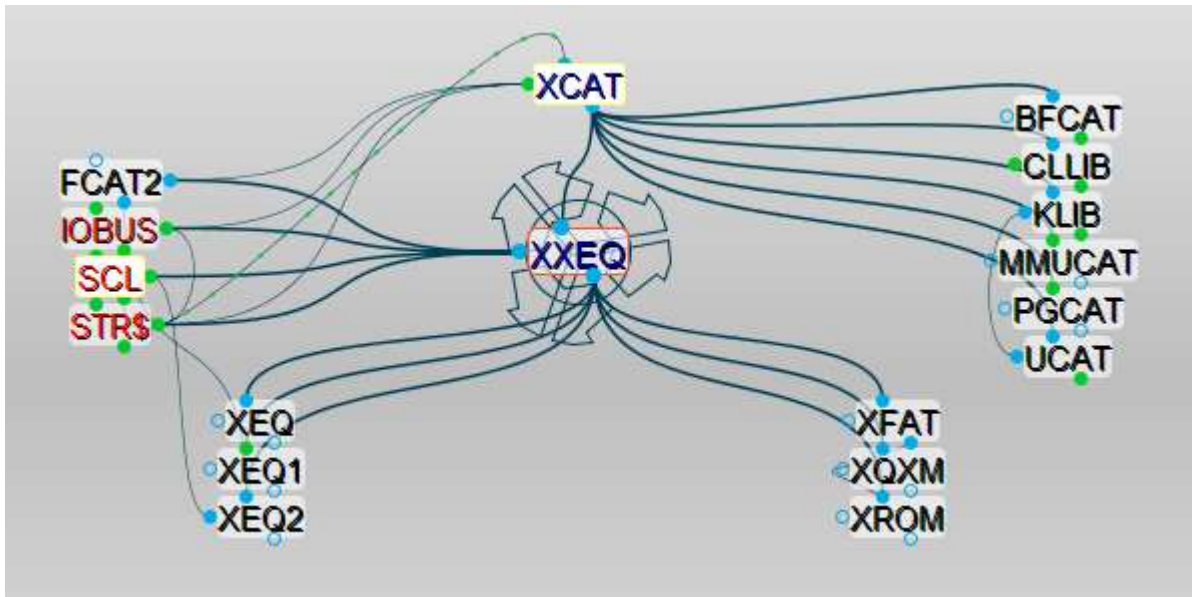 XCAT
BFCAT
CLLIB
KLIB
MMUCAT
PGCAT
UCAT
FCAT2
IOBUS
SCL
STR$
XXEQ
XEQ
XEQ1
XEQ2
XFAT
XQXM
XROM